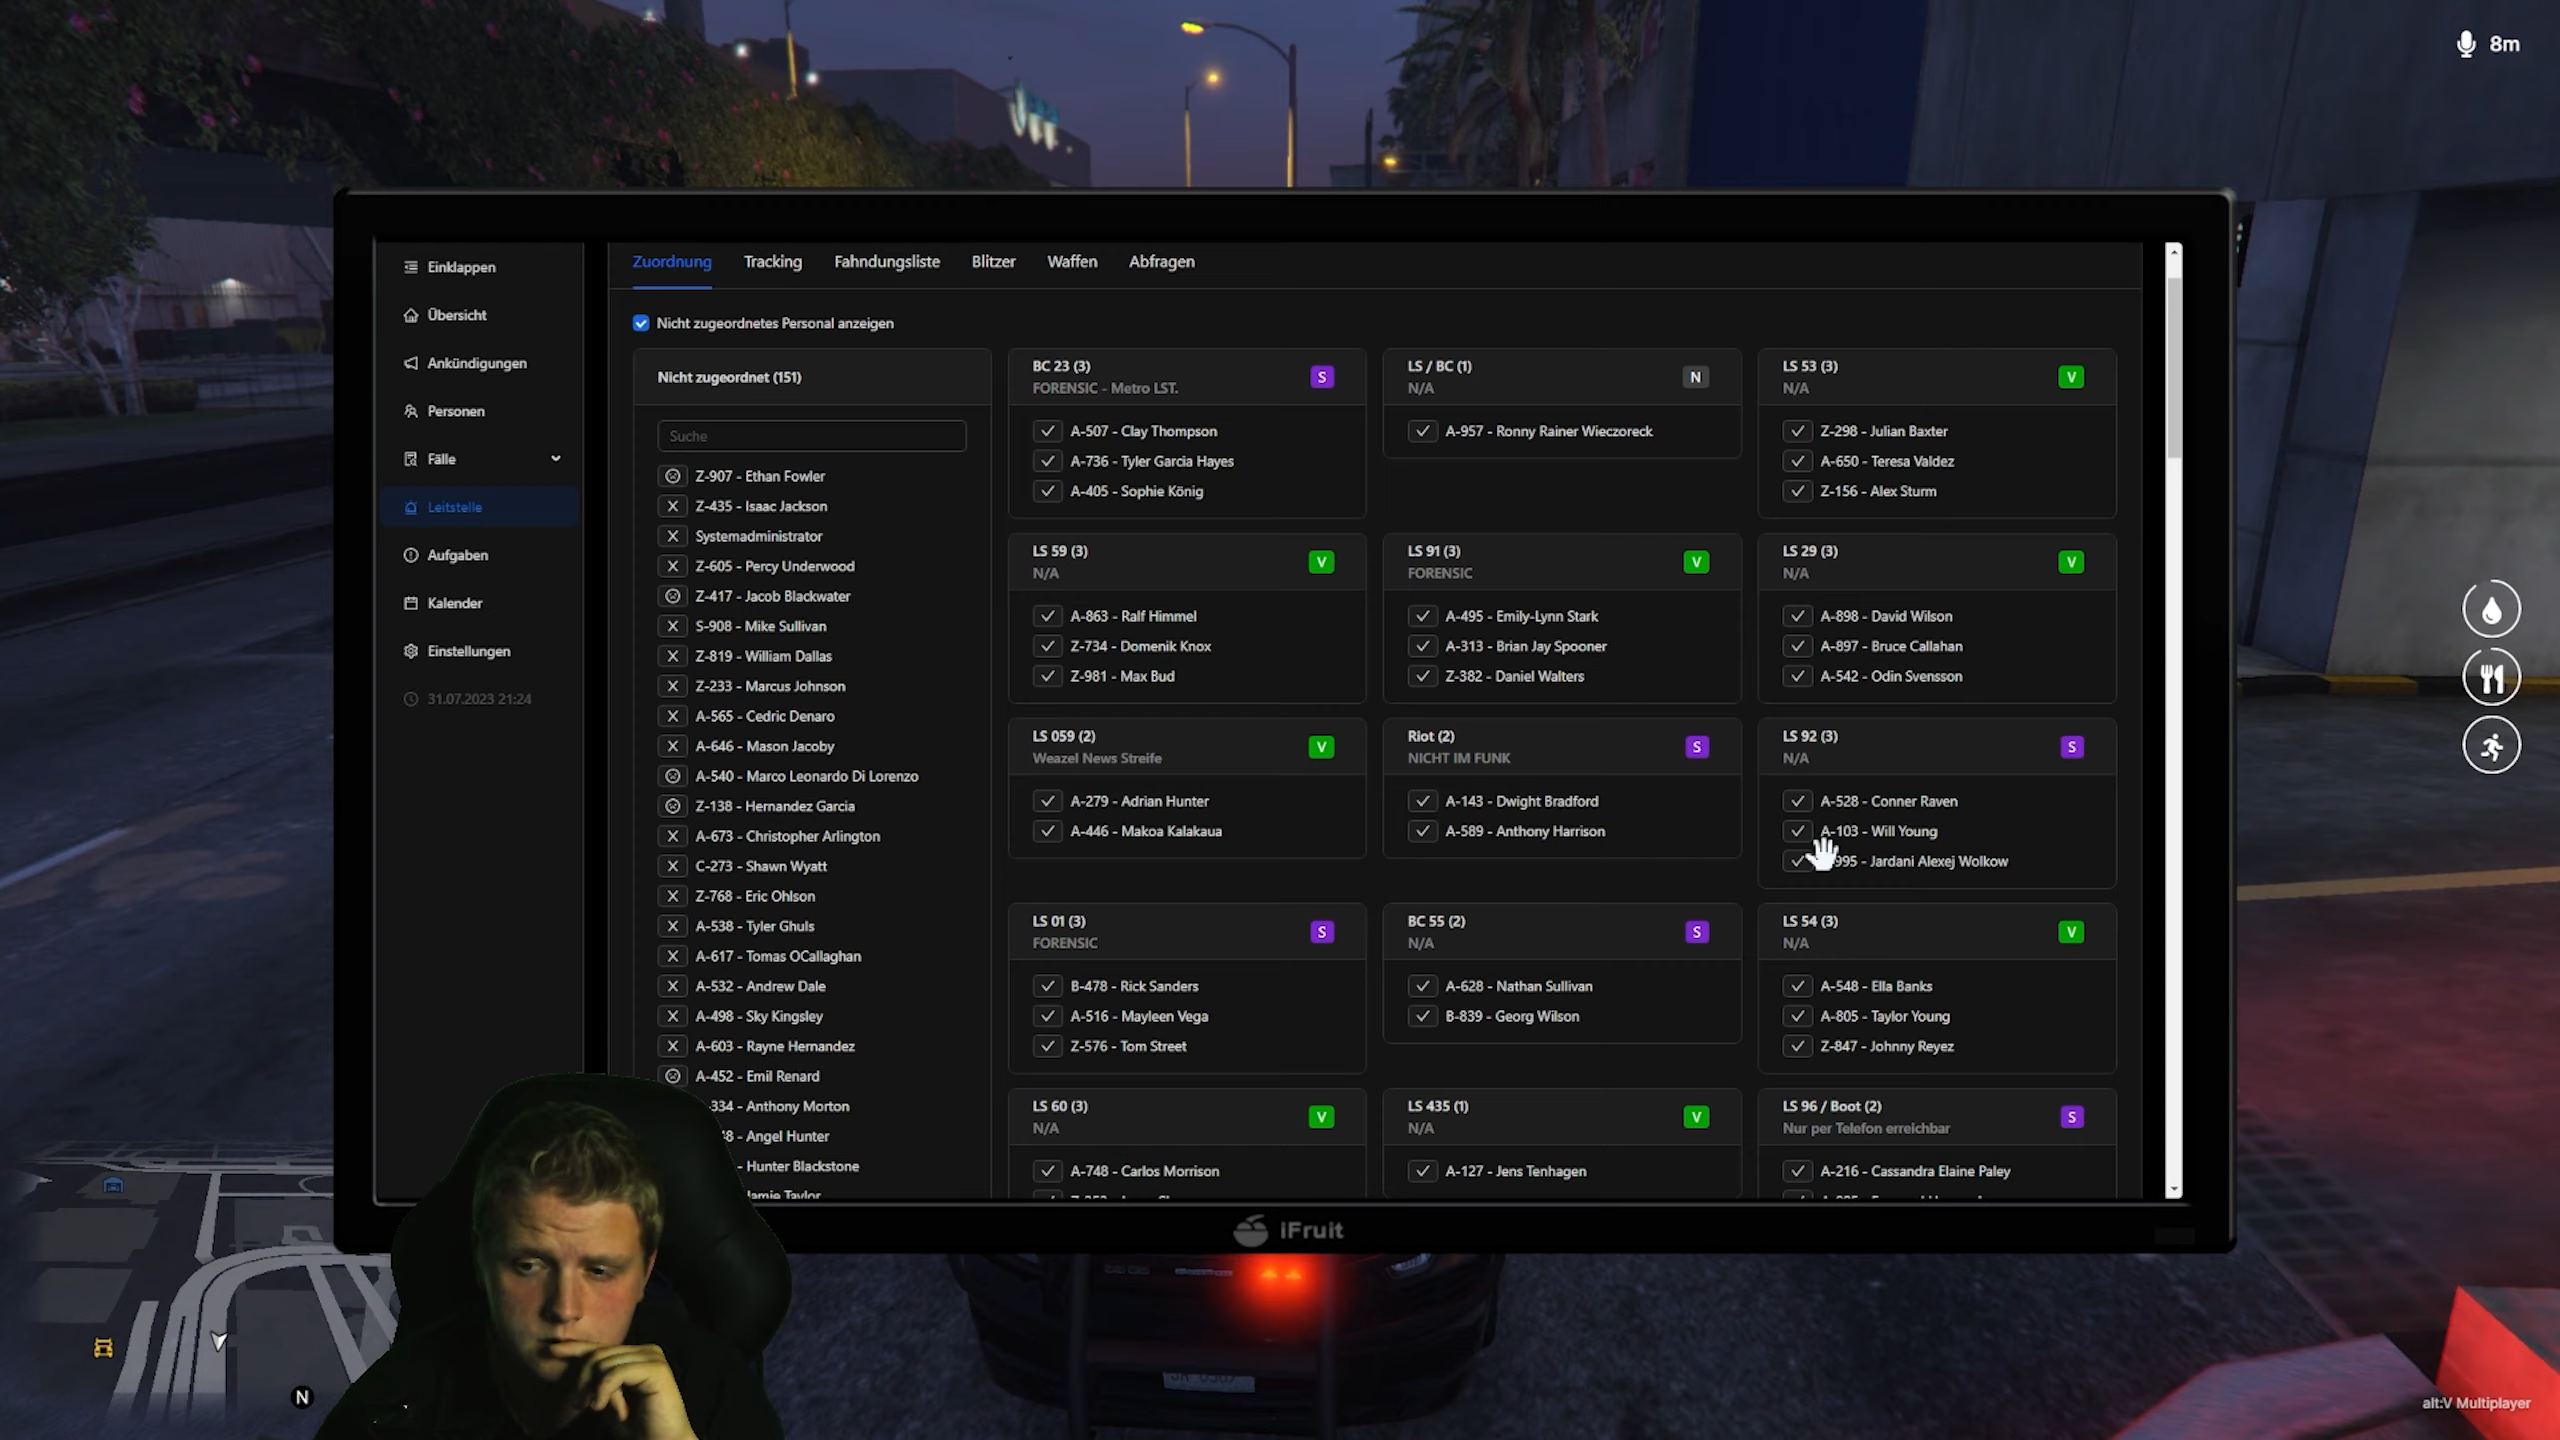 8m
Einklappen
Übersicht
Ankündigungen
Personen
Fälle
Leitstelle
Aufgaben
Kalender
Einstellungen
31.07.2023 21:24
Zuordnung Tracking Fahndungsliste Blitzer Waffen Abfragen
Nicht zugeordnetes Personal anzeigen
Nicht zugeordnet (151)
Suche
Z-907 - Ethan Fowler
Z-435 - Isaac Jackson
Systemadministrator
Z-605 - Percy Underwood
Z-417 - Jacob Blackwater
S-908 - Mike Sullivan
Z-819 - William Dallas
Z-233 - Marcus Johnson
A-565 - Cedric Denaro
A-646 - Mason Jacoby
A-540 - Marco Leonardo Di Lorenzo
Z-138 - Hernandez Garcia
A-673 - Christopher Arlington
C-273 - Shawn Wyatt
Z-768 - Eric Ohlson
A-538 - Tyler Ghuls
A-617 - Tomas OCallaghan
A-532 - Andrew Dale
A-498 - Sky Kingsley
A-603 - Rayne Hernandez
A-452 - Emil Renard
334 - Anthony Morton
- Angel Hunter
- Hunter Blackstone
Jamie Taylor
BC 23 (3) S
FORENSIC - Metro LST.
A-507 - Clay Thompson
A-736 - Tyler Garcia Hayes
A-405 - Sophie König
LS / BC (1) N
N/A
A-957 - Ronny Rainer Wieczoreck
LS 53 (3) V
N/A
Z-298 - Julian Baxter
A-650 - Teresa Valdez
Z-156 - Alex Sturm
LS 59 (3) V
N/A
A-863 - Ralf Himmel
Z-734 - Domenik Knox
Z-981 - Max Bud
LS 91 (3) V
FORENSIC
A-495 - Emily-Lynn Stark
A-313 - Brian Jay Spooner
Z-382 - Daniel Walters
LS 29 (3) V
N/A
A-898 - David Wilson
A-897 - Bruce Callahan
A-542 - Odin Svensson
LS 059 (2) V
Weazel News Streife
A-279 - Adrian Hunter
A-446 - Makoa Kalakaua
Riot (2) S
NICHT IM FUNK
A-143 - Dwight Bradford
A-589 - Anthony Harrison
LS 92 (3) S
N/A
A-528 - Conner Raven
A-103 - Will Young
995 - Jardani Alexej Wolkow
LS 01 (3) S
FORENSIC
B-478 - Rick Sanders
A-516 - Mayleen Vega
Z-576 - Tom Street
BC 55 (2) S
N/A
A-628 - Nathan Sullivan
B-839 - Georg Wilson
LS 54 (3) V
N/A
A-548 - Ella Banks
A-805 - Taylor Young
Z-847 - Johnny Reyez
LS 60 (3) V
N/A
A-748 - Carlos Morrison
LS 435 (1) V
N/A
A-127 - Jens Tenhagen
LS 96 / Boot (2) S
Nur per Telefon erreichbar
A-216 - Cassandra Elaine Paley
iFruit
N
alt:V Multiplayer